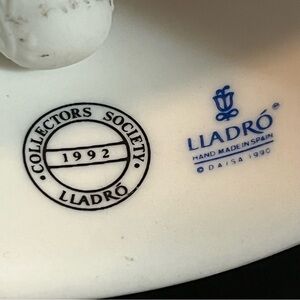 COLLECTORS SOCIETY
1992
LLADRÓ
LLADRÓ
HAND MADE IN SPAIN
© DAISA 1990